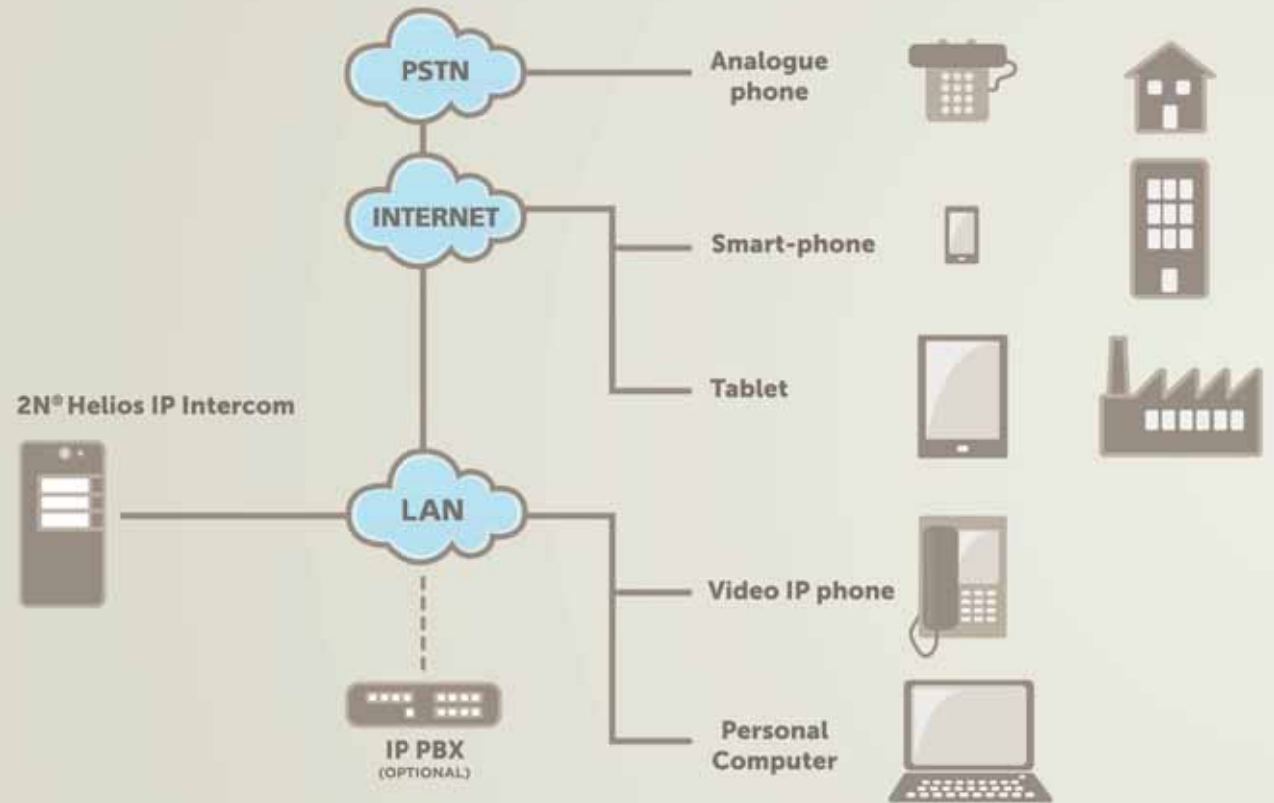 PSTN
Analogue
phone
INTERNET
Smart-phone
Tablet
2N® Helios IP Intercom
LAN
Video IP phone
IP PBX
(OPTIONAL)
Personal
Computer